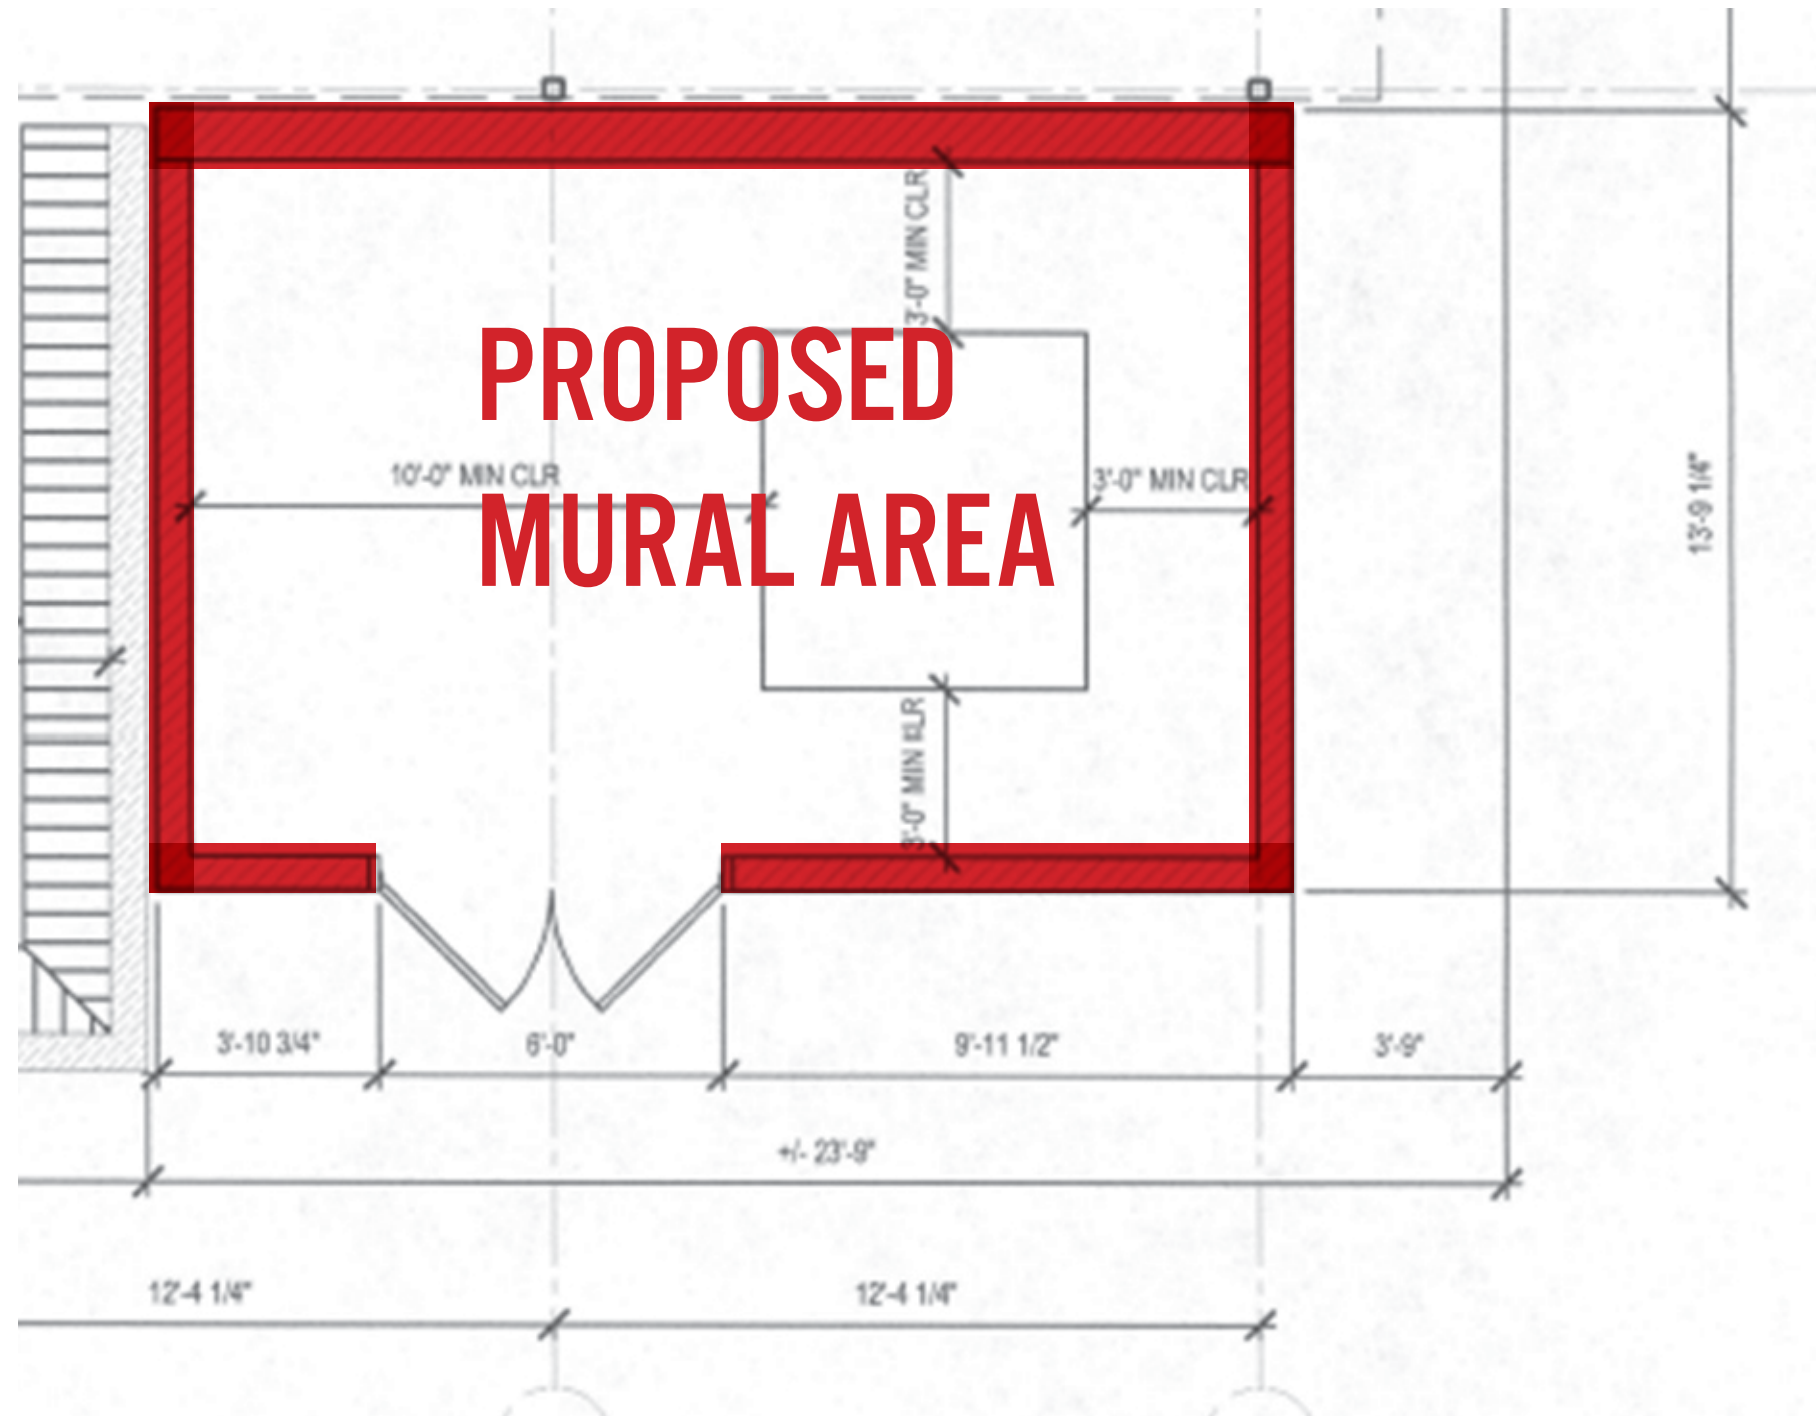 3'-0" MIN CLR
PROPOSED
10'-0" MIN CLR
3'-0" MIN CLR
MURAL AREA
13'-9 1/4"
3'-0" MIN CLR
3'-10 3/4"
6'-0"
9'-11 1/2"
3'-9"
+/- 23'-9"
12'-4 1/4"
12'-4 1/4"